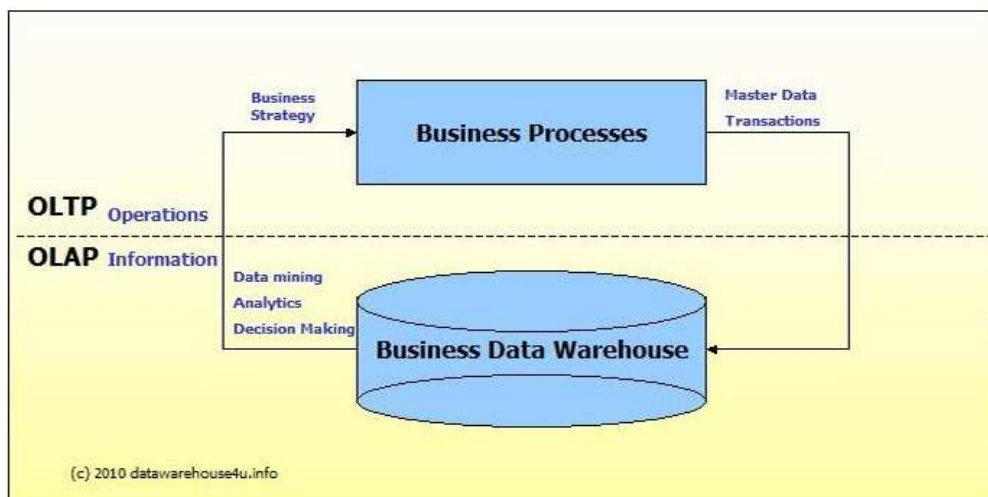 Business
Strategy
Business Processes
Master Data
Transactions
OLTP Operations
OLAP Information
Data mining
Analytics
Decision Making
Business Data Warehouse
(c) 2010 datawarehouse4u.info